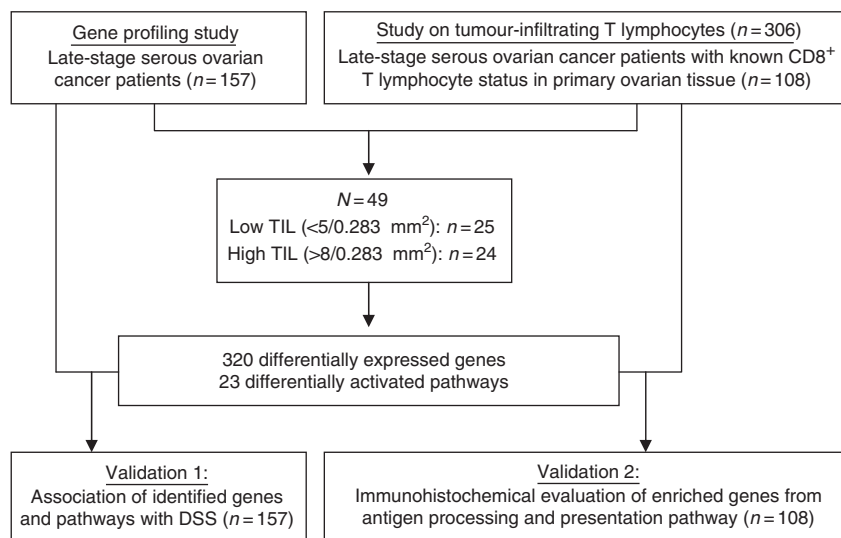 Gene profiling study
Late-stage serous ovarian
cancer patients (n=157)
Study on tumour-infiltrating T lymphocytes (n=306)
Late-stage serous ovarian cancer patients with known CD8+
T lymphocyte status in primary ovarian tissue (n=108)
N=49
Low TIL (<5/0.283 mm²): n=25
High TIL (>8/0.283 mm²): n=24
320 differentially expressed genes
23 differentially activated pathways
Validation 1:
Association of identified genes
and pathways with DSS (n=157)
Validation 2:
Immunohistochemical evaluation of enriched genes from
antigen processing and presentation pathway (n=108)